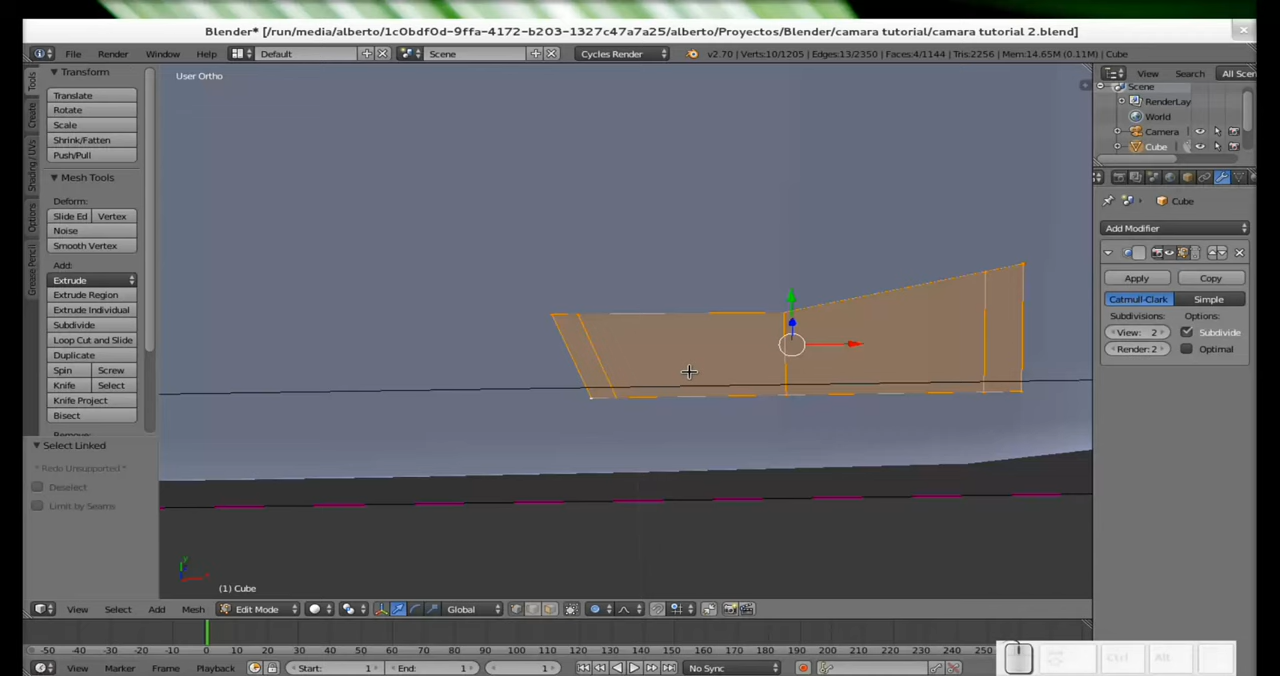 Blender* [/run/media/alberto/1c0bdf0d-9ffa-4172-b203-1327c47a7a25/alberto/Proyectos/Blender/camara tutorial/camara tutorial 2.blend]
File Render Window Help Default Scene Cycles Render v2.70 | Verts:10/1205 | Edges:13/2350 | Faces:4/1144 | Tris:2256 | Mem:14.65M (0.11M) | Cube
Transform
Translate
Rotate
Scale
Shrink/Fatten
Push/Pull
Mesh Tools
Deform:
Slide Ed Vertex
Noise
Smooth Vertex
Add:
Extrude
Extrude Region
Extrude Individual
Subdivide
Loop Cut and Slide
Duplicate
Spin Screw
Knife Select
Knife Project
Bisect
Remove:
Select Linked
* Redo Unsupported *
Deselect
Limit by Seams
Tools
Create
Shading / UVs
Options
Grease Pencil
User Ortho
(1) Cube
View Search All Scen
Scene
RenderLay
World
Camera
Cube
Cube
Add Modifier
Apply Copy
Catmull-Clark Simple
Subdivisions: Options:
View: 2 Subdivide
Render: 2 Optimal
View Select Add Mesh Edit Mode Global
-50 -40 -30 -20 -10 0 10 20 30 40 50 60 70 80 90 100 110 120 130 140 150 160 170 180 190 200 210 220 230 240 250
View Marker Frame Playback Start: 1 End: 1 1 No Sync
Ctrl Alt